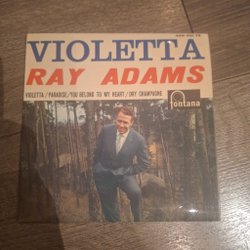 VIOLETTA
RAY ADAMS
VIOLETTA / PARADISE / YOU BELONG TO MY HEART / DRY CHAMPAGNE
fontana